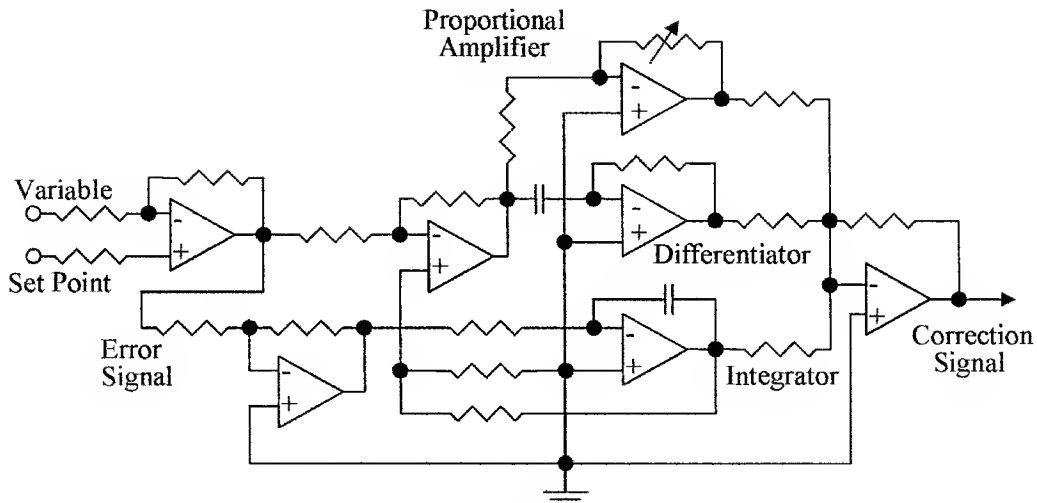 Proportional
Amplifier
-
+
Variable
-
+
Set Point
-
+
-
+
Differentiator
-
+
Error
Signal
-
+
Integrator
-
+
Correction
Signal